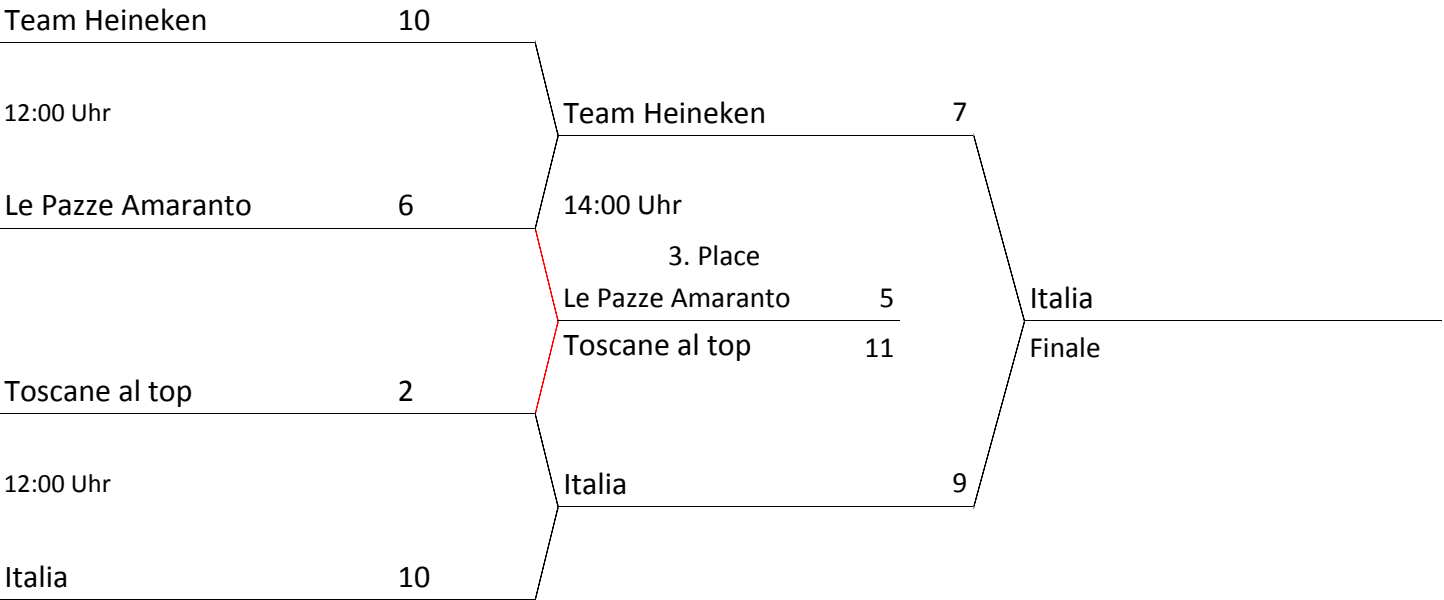 Team Heineken 10
12:00 Uhr
Team Heineken 7
Le Pazze Amaranto 6
14:00 Uhr
3. Place
Le Pazze Amaranto 5
Italia
Toscane al top 11
Finale
Toscane al top 2
12:00 Uhr
Italia 9
Italia 10